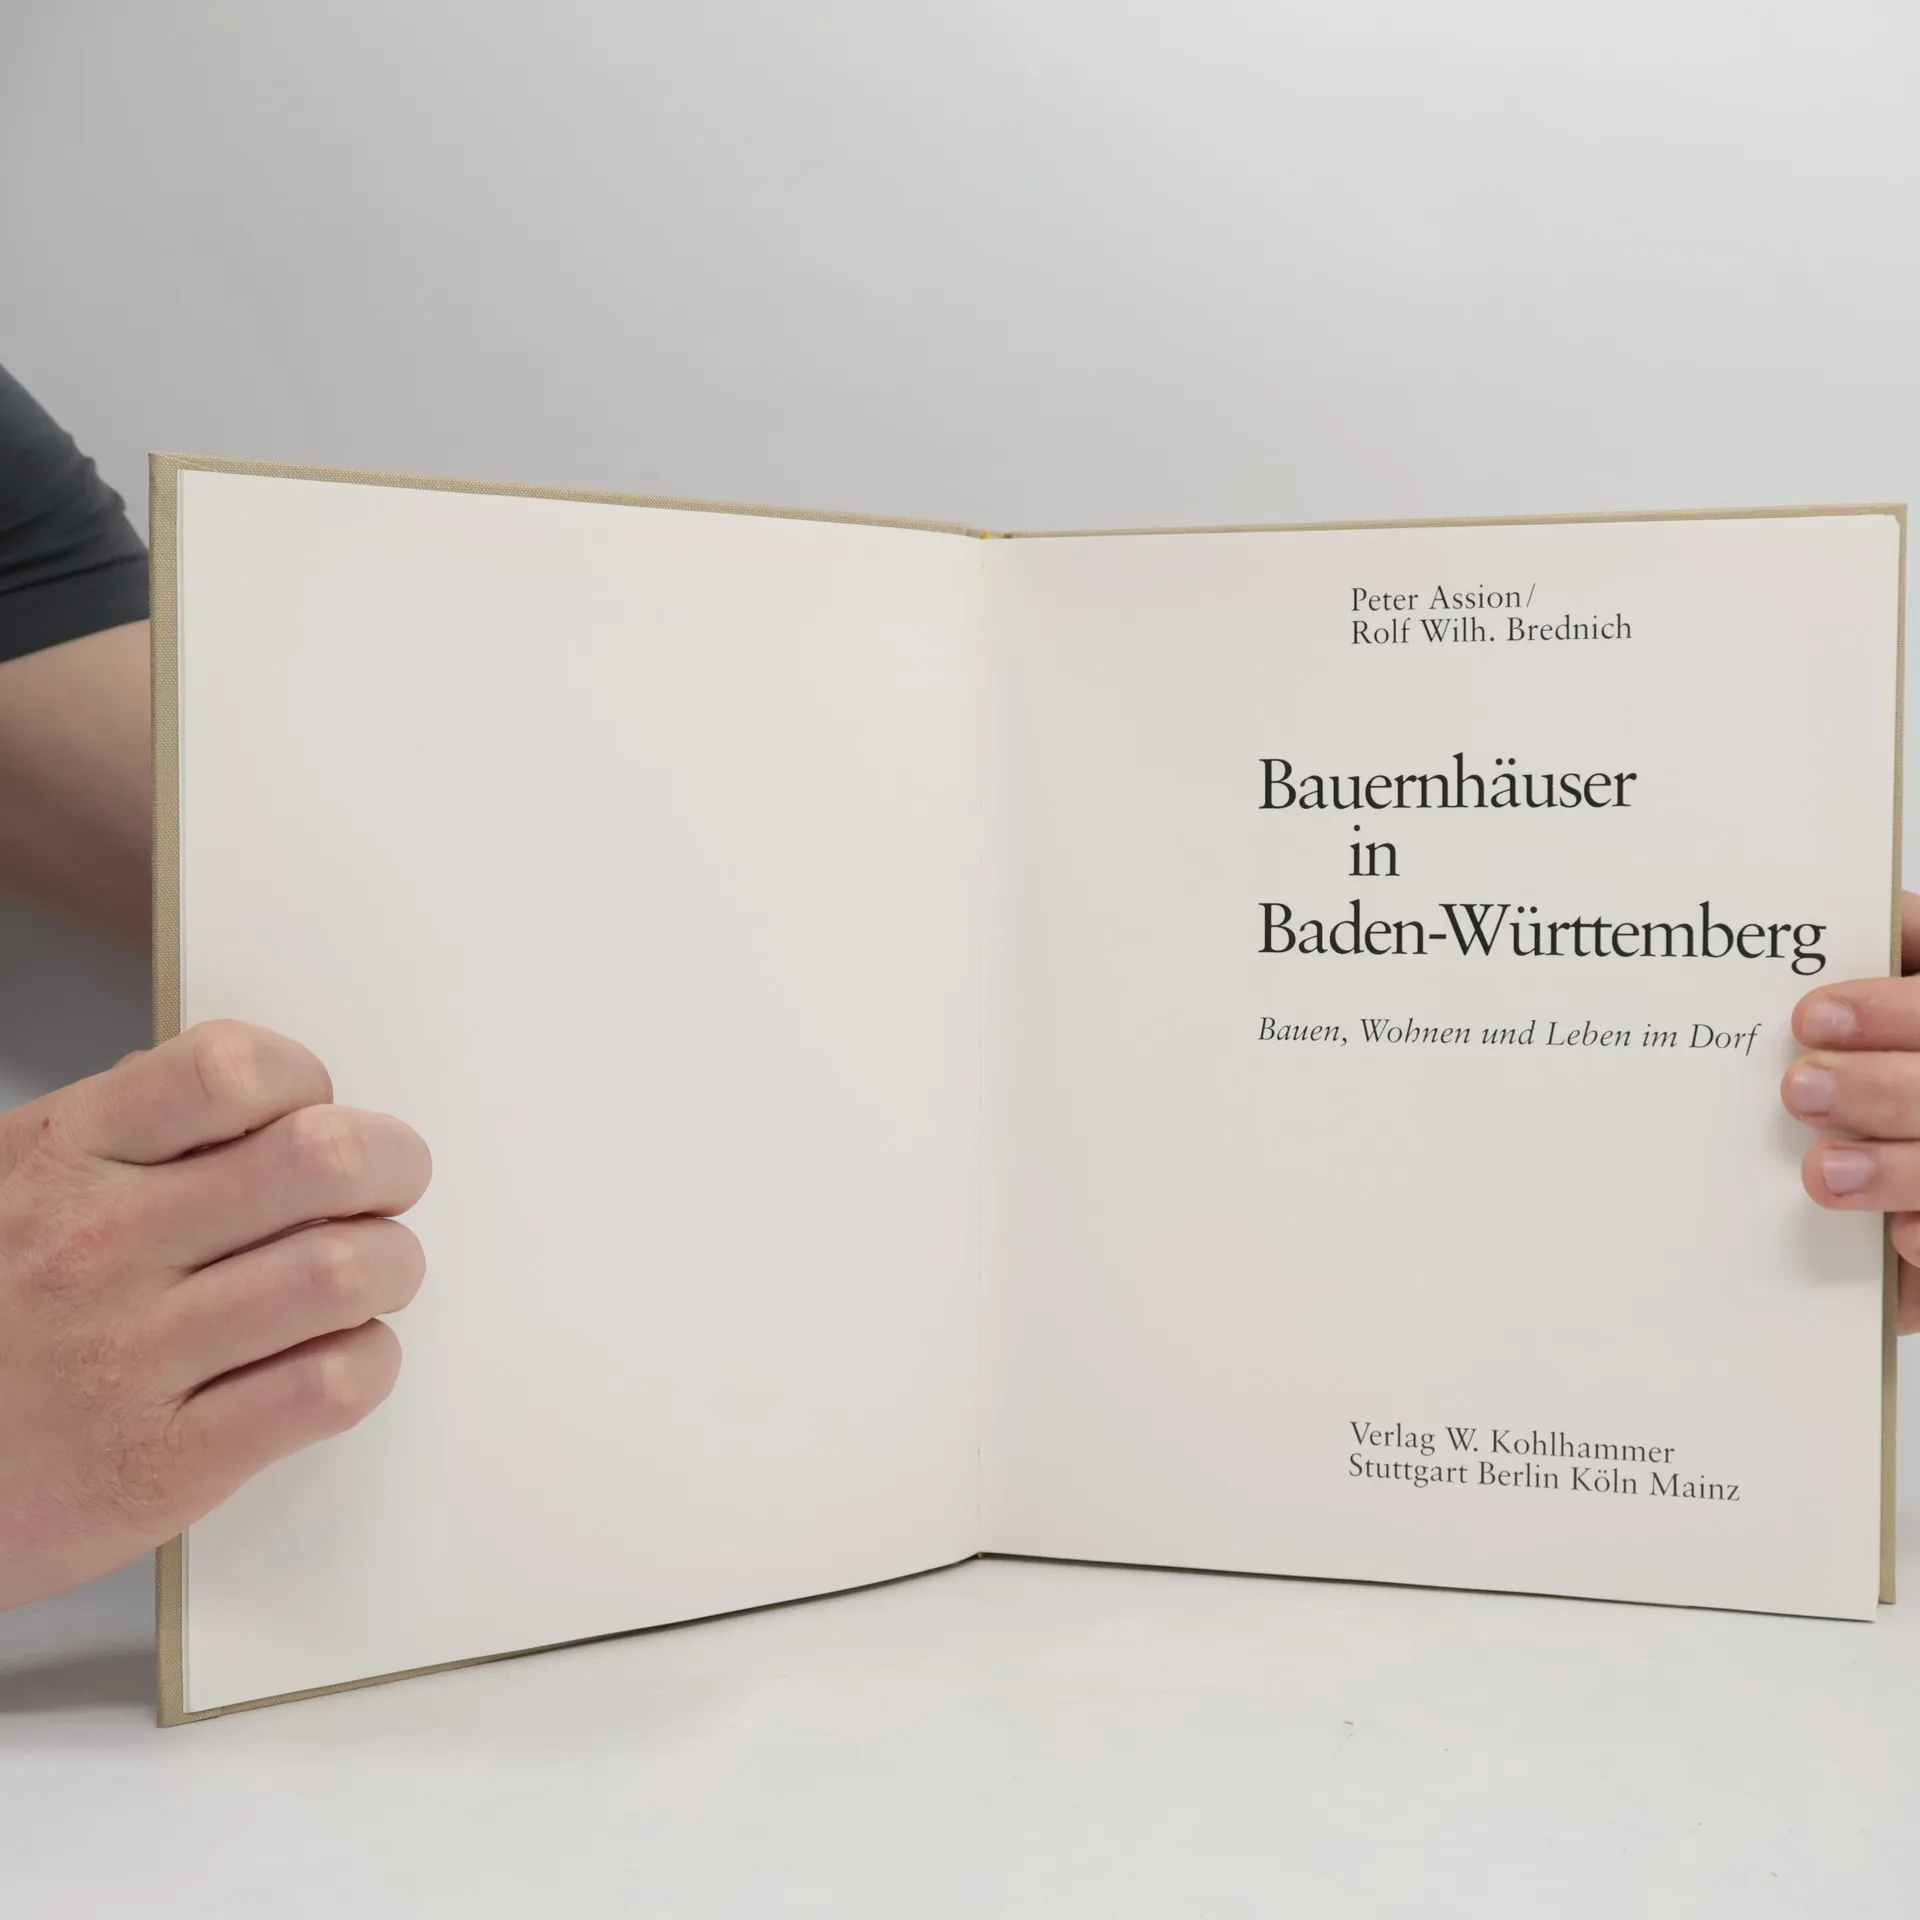 Peter Assion/
Rolf Wilh. Brednich
Bauernhäuser
in
Baden-Württemberg
Bauen, Wohnen und Leben im Dorf
Verlag W. Kohlhammer
Stuttgart Berlin Köln Mainz